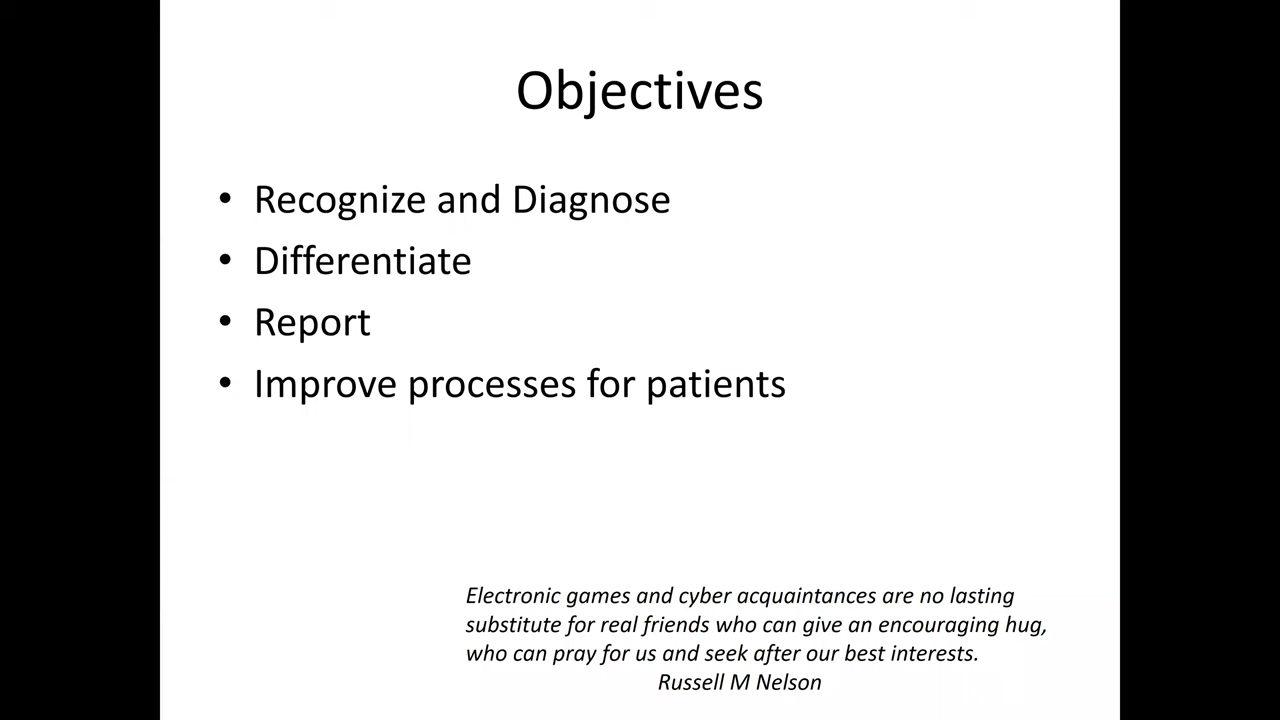 Objectives
• Recognize and Diagnose
• Differentiate
• Report
• Improve processes for patients
Electronic games and cyber acquaintances are no lasting
substitute for real friends who can give an encouraging hug,
who can pray for us and seek after our best interests.
Russell M Nelson